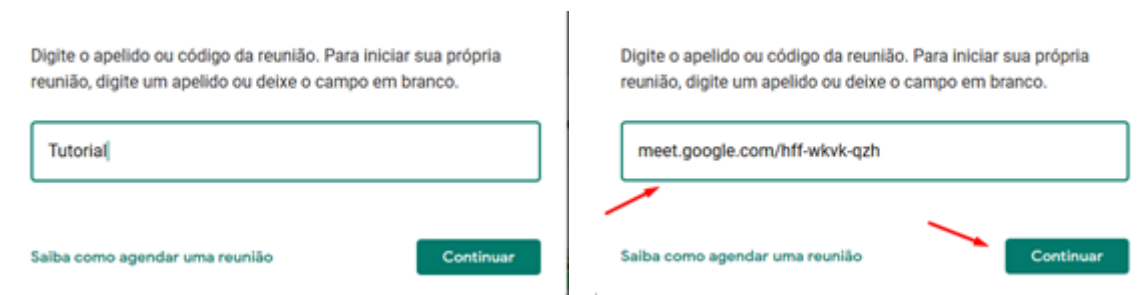 Digite o apelido ou código da reunião. Para iniciar sua própria
reunião, digite um apelido ou deixe o campo em branco.
Tutorial
Saiba como agendar uma reunião
Continuar
Digite o apelido ou código da reunião. Para iniciar sua própria
reunião, digite um apelido ou deixe o campo em branco.
meet.google.com/hff-wkvk-qzh
Saiba como agendar uma reunião
Continuar